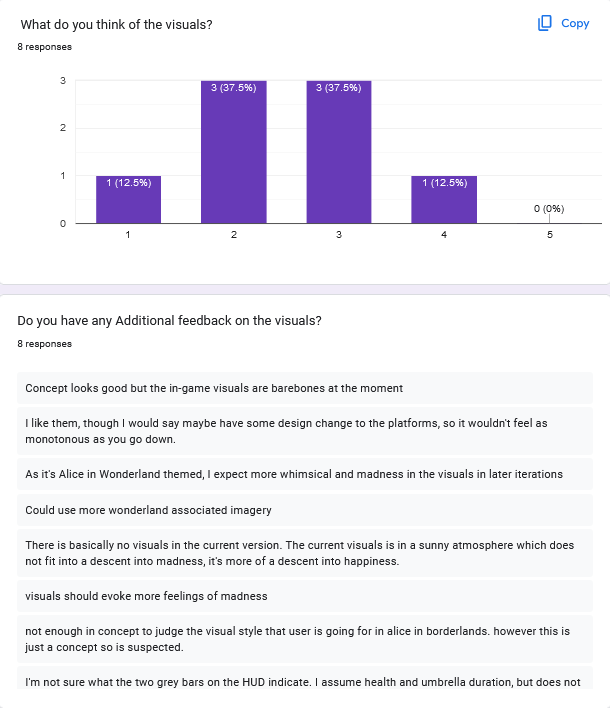 What do you think of the visuals?
Copy
8 responses
3
2
1
0
1 (12.5%)
3 (37.5%)
3 (37.5%)
1 (12.5%)
0 (0%)
1
2
3
4
5
Do you have any Additional feedback on the visuals?
8 responses
Concept looks good but the in-game visuals are barebones at the moment
I like them, though I would say maybe have some design change to the platforms, so it wouldn't feel as
monotonous as you go down.
As it's Alice in Wonderland themed, I expect more whimsical and madness in the visuals in later iterations
Could use more wonderland associated imagery
There is basically no visuals in the current version. The current visuals is in a sunny atmosphere which does
not fit into a descent into madness, it's more of a descent into happiness.
visuals should evoke more feelings of madness
not enough in concept to judge the visual style that user is going for in alice in borderlands. however this is
just a concept so is suspected.
I'm not sure what the two grey bars on the HUD indicate. I assume health and umbrella duration, but does not